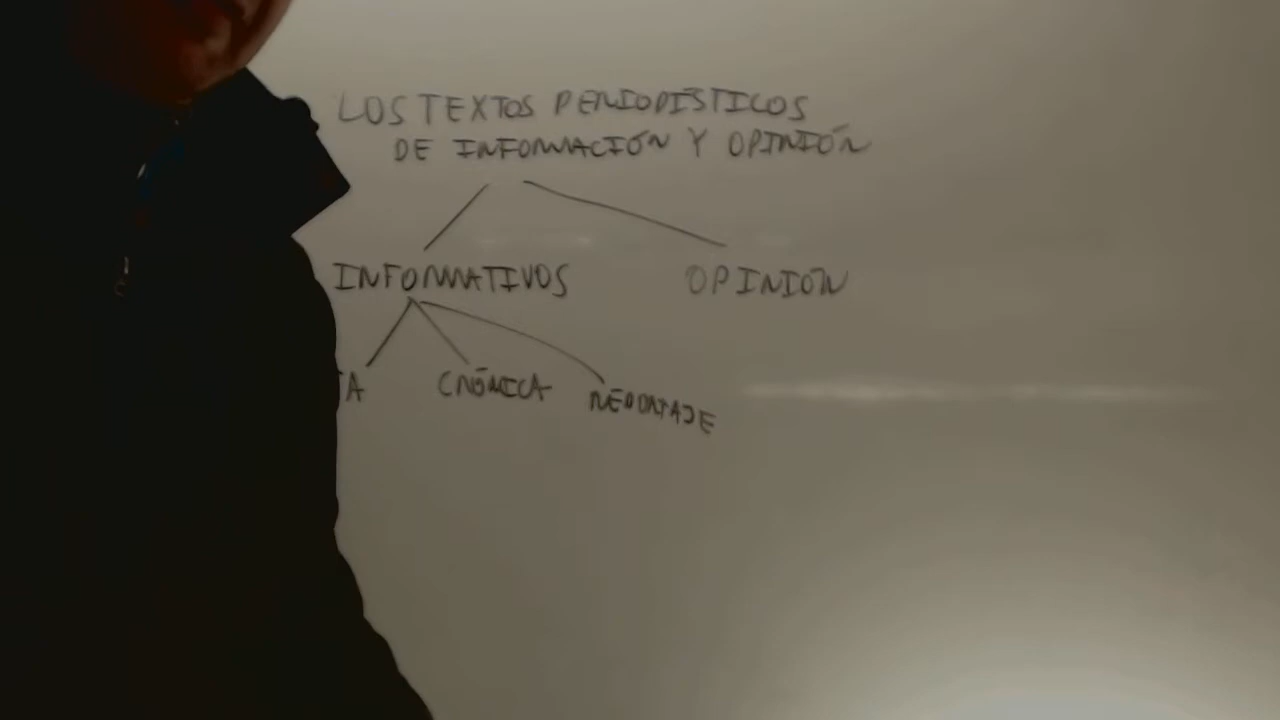 LOS TEXTOS PERIODÍSTICOS
DE INFORMACIÓN Y OPINIÓN
INFORMATIVOS OPINIÓN
CRÓNICA REPORTAJE